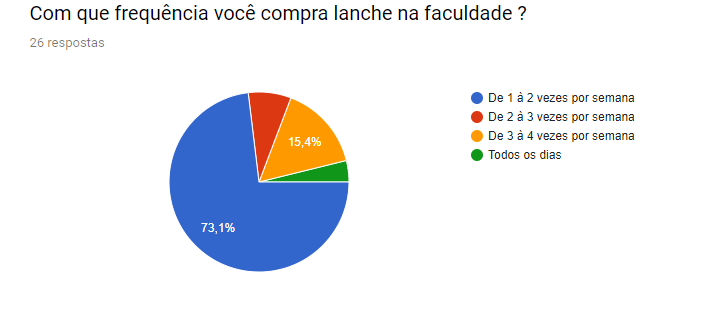 Com que frequência você compra lanche na faculdade ?
26 respostas
De 1 à 2 vezes por semana
De 2 à 3 vezes por semana
De 3 à 4 vezes por semana
Todos os dias
15,4%
73,1%